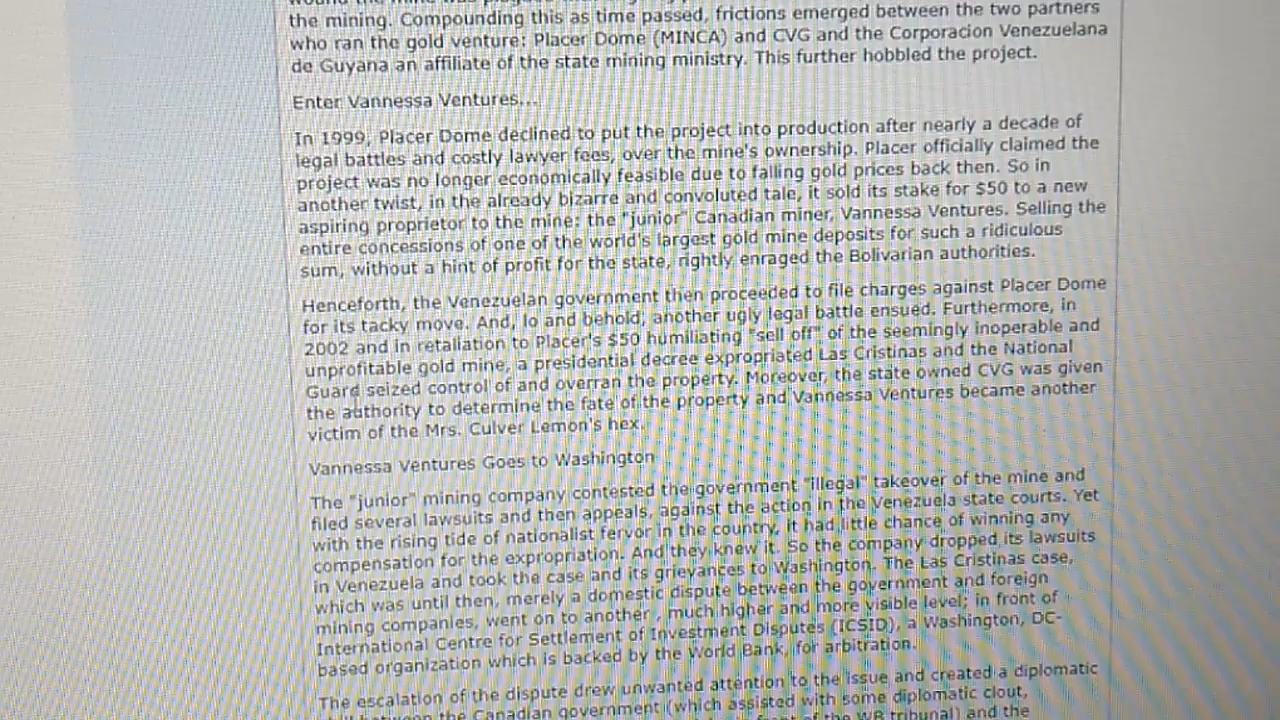 the mining. Compounding this as time passed, frictions emerged between the two partners
who ran the gold venture: Placer Dome (MINCA) and CVG and the Corporacion Venezuelana
de Guyana an affiliate of the state mining ministry. This further hobbled the project.
Enter Vannessa Ventures...
In 1999, Placer Dome declined to put the project into production after nearly a decade of
legal battles and costly lawyer fees, over the mine's ownership. Placer officially claimed the
project was no longer economically feasible due to falling gold prices back then. So in
another twist, in the already bizarre and convoluted tale, it sold its stake for $50 to a new
aspiring proprietor to the mine: the "junior" Canadian miner, Vannessa Ventures. Selling the
entire concessions of one of the world's largest gold mine deposits for such a ridiculous
sum, without a hint of profit for the state, rightly enraged the Bolivarian authorities.
Henceforth, the Venezuelan government then proceeded to file charges against Placer Dome
for its tacky move. And, lo and behold, another ugly legal battle ensued. Furthermore, in
2002 and in retaliation to Placer's $50 humiliating "sell off" of the seemingly inoperable and
unprofitable gold mine, a presidential decree expropriated Las Cristinas and the National
Guard seized control of and overran the property. Moreover, the state owned CVG was given
the authority to determine the fate of the property and Vannessa Ventures became another
victim of the Mrs. Culver Lemon's hex.
Vannessa Ventures Goes to Washington
The "junior" mining company contested the government "illegal" takeover of the mine and
filed several lawsuits and then appeals, against the action in the Venezuela state courts. Yet
with the rising tide of nationalist fervor in the country, it had little chance of winning any
compensation for the expropriation. And they knew it. So the company dropped its lawsuits
in Venezuela and took the case and its grievances to Washington. The Las Cristinas case,
which was until then, merely a domestic dispute between the government and foreign
mining companies, went on to another , much higher and more visible level; in front of
International Centre for Settlement of Investment Disputes (ICSID), a Washington, DC-
based organization which is backed by the World Bank, for arbitration.
The escalation of the dispute drew unwanted attention to the issue and created a diplomatic
between the Canadian government (which assisted with some diplomatic clout,
of the WB tribunal) and the